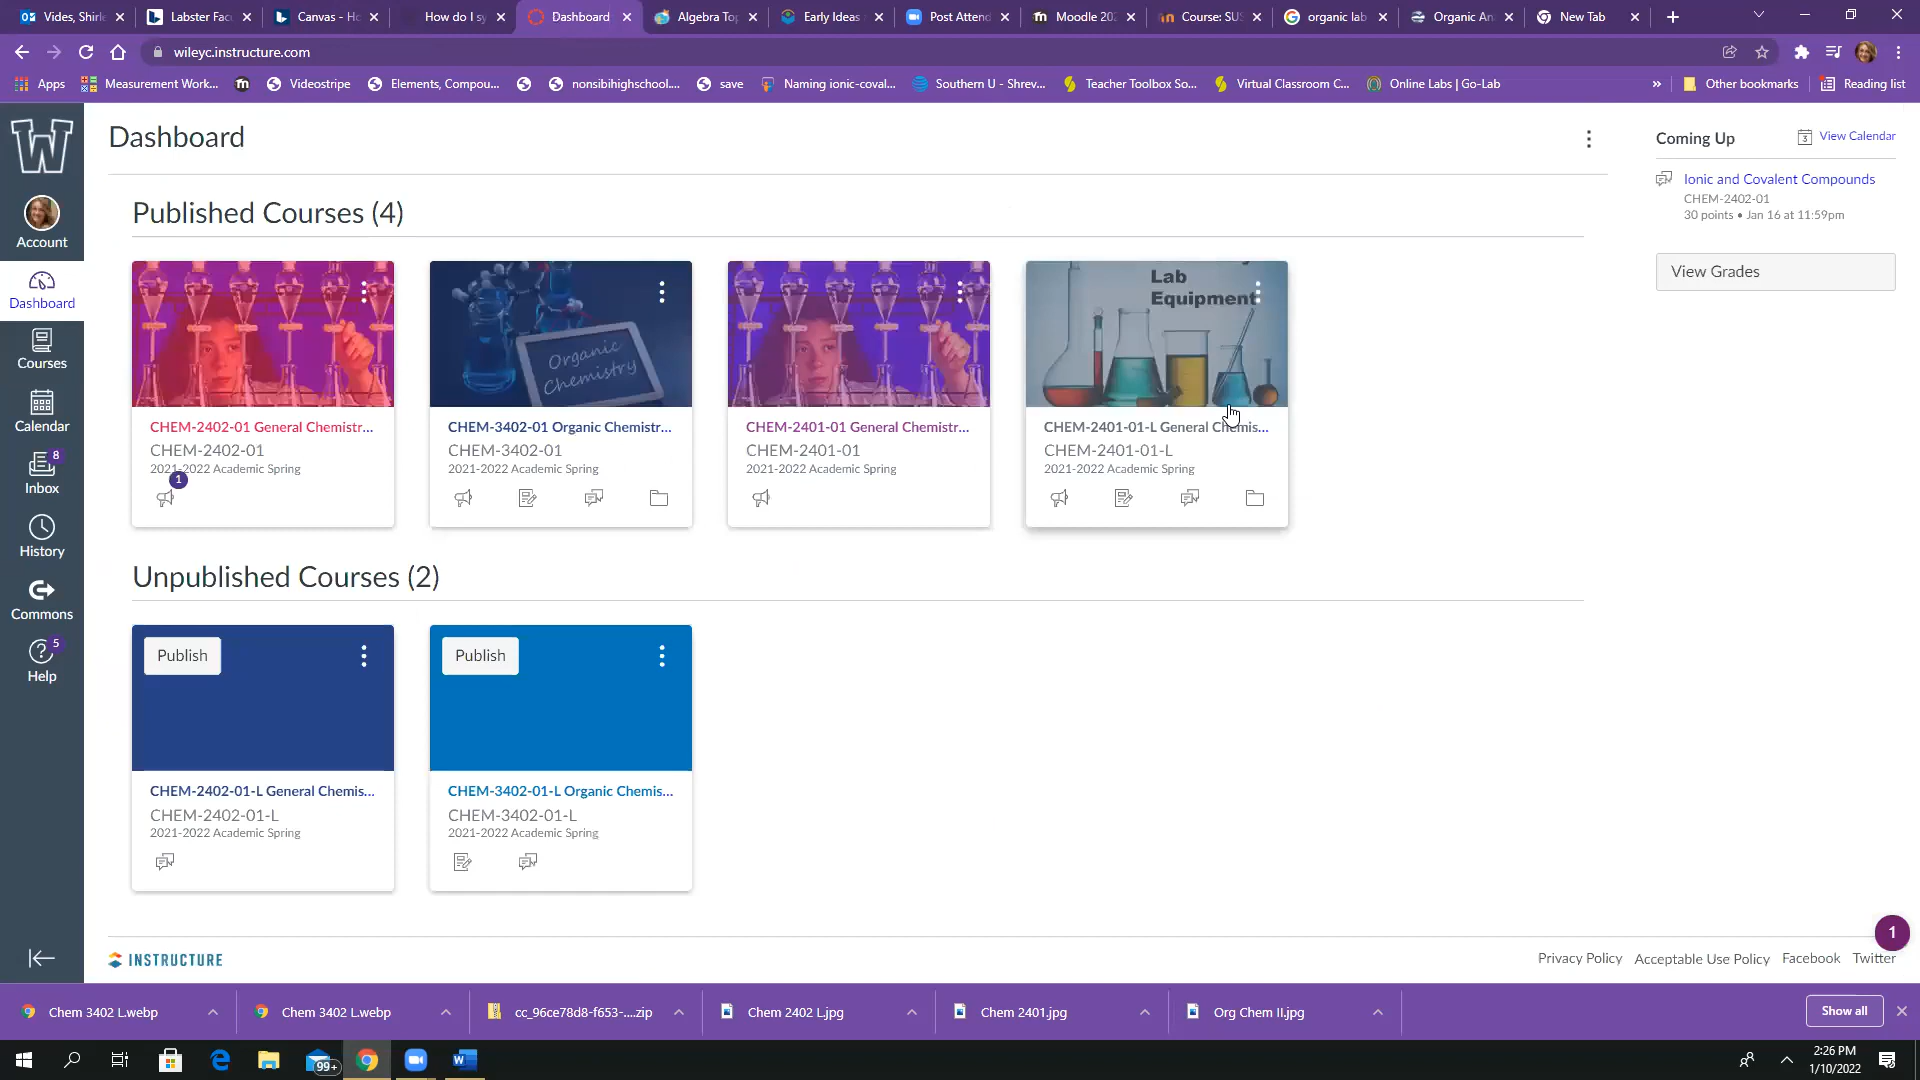 Vides, Shirle
Labster Fac
Canvas - Ho
How do I sy
Dashboard
Algebra Top
Early Ideas
Post Attend
Moodle 202
Course: SUS
organic lab
Organic An
New Tab
wileyc.instructure.com
Apps
Measurement Work...
Videostripe
Elements, Compou...
nonsibihighschool....
save
Naming ionic-coval...
Southern U - Shrev...
Teacher Toolbox So...
Virtual Classroom C...
Online Labs | Go-Lab
»
Other bookmarks
Reading list
W
Account
Dashboard
Courses
Calendar
8
Inbox
History
Commons
5
Help
Dashboard
Published Courses (4)
CHEM-2402-01 General Chemistr...
CHEM-2402-01
2021-2022 Academic Spring
1
Organic
Chemistry
CHEM-3402-01 Organic Chemistr...
CHEM-3402-01
2021-2022 Academic Spring
CHEM-2401-01 General Chemistr...
CHEM-2401-01
2021-2022 Academic Spring
Lab
Equipment
CHEM-2401-01-L General Chemis...
CHEM-2401-01-L
2021-2022 Academic Spring
Unpublished Courses (2)
Publish
CHEM-2402-01-L General Chemis...
CHEM-2402-01-L
2021-2022 Academic Spring
Publish
CHEM-3402-01-L Organic Chemis...
CHEM-3402-01-L
2021-2022 Academic Spring
Coming Up
3
View Calendar
Ionic and Covalent Compounds
CHEM-2402-01
30 points • Jan 16 at 11:59pm
View Grades
1
INSTRUCTURE
Privacy Policy
Acceptable Use Policy
Facebook
Twitter
Chem 3402 L.webp
Chem 3402 L.webp
cc_96ce78d8-f653-....zip
Chem 2402 L.jpg
Chem 2401.jpg
Org Chem II.jpg
Show all
99+
2:26 PM
1/10/2022